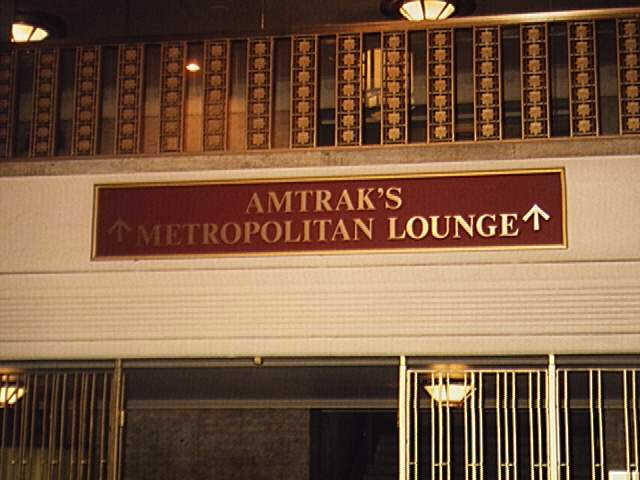 AMTRAK'S
↑ METROPOLITAN LOUNGE ↑